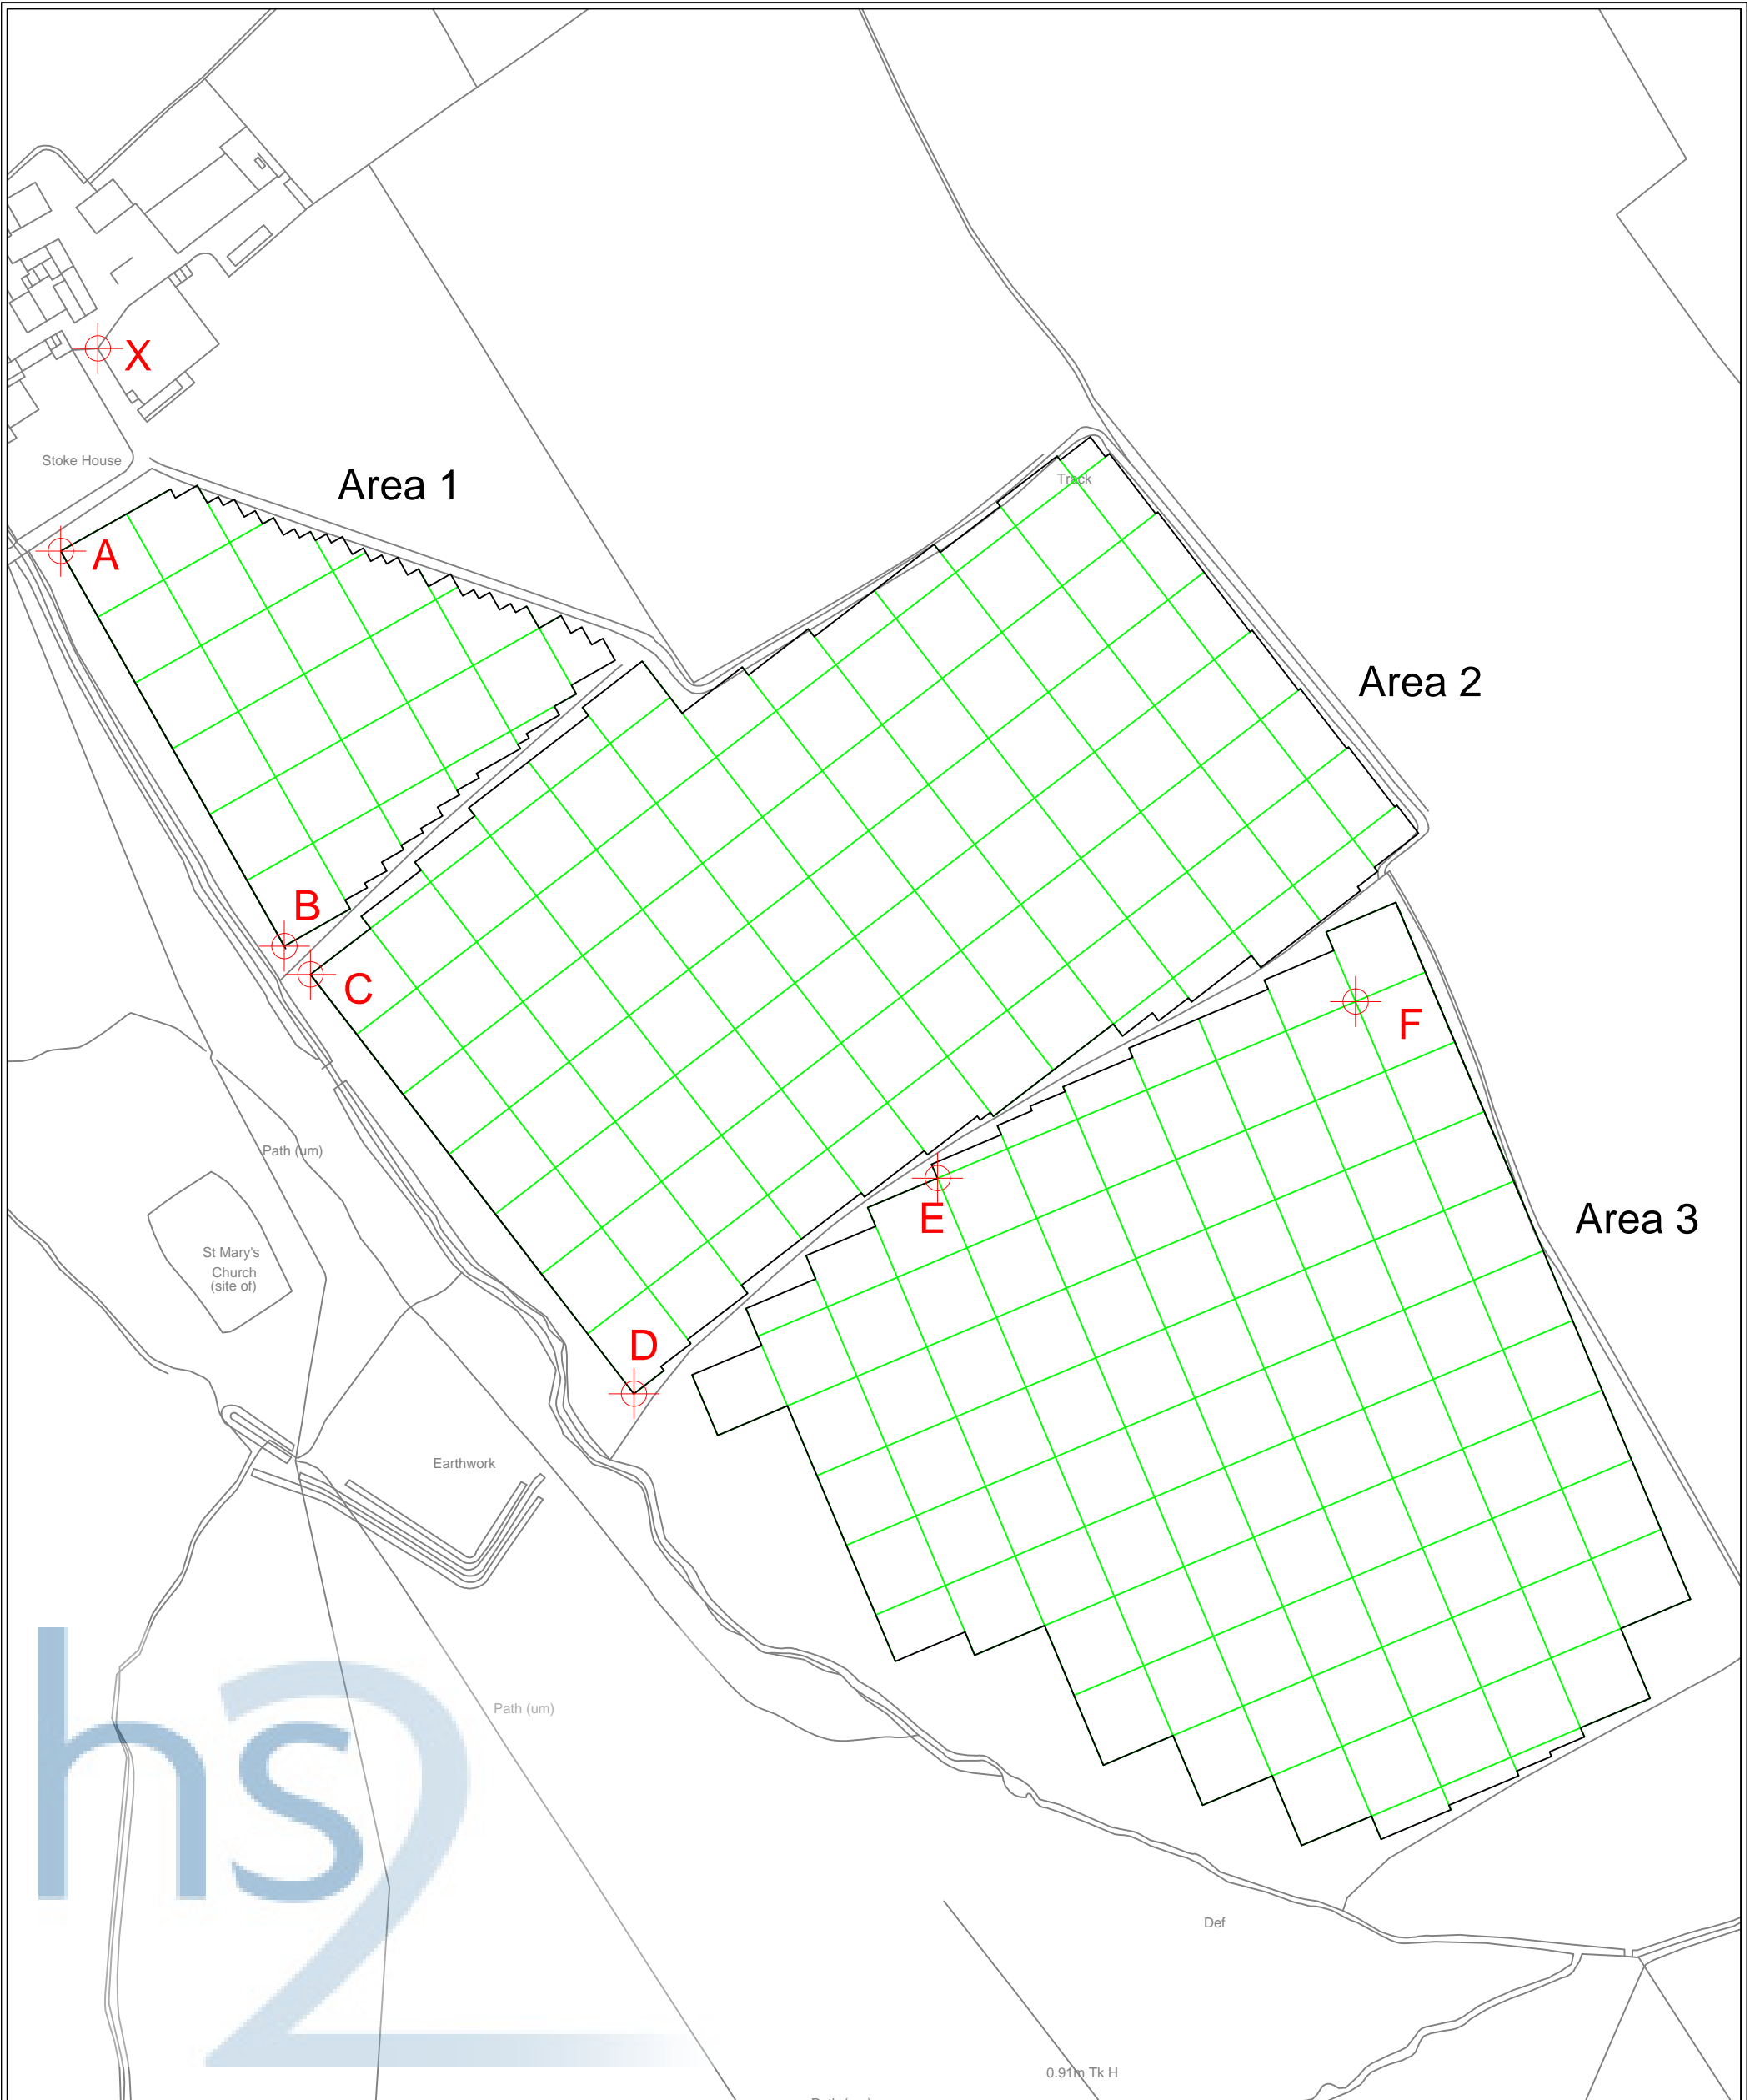 X
Stoke House
Area 1
A
Track
Area 2
B
C
F
Path (um)
E
Area 3
St Mary's
Church
(site of)
D
Earthwork
hs2
Path (um)
Def
0.91m Tk H